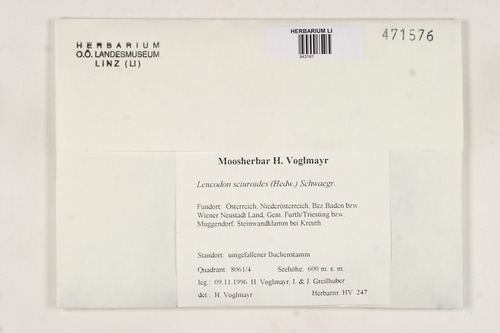 HERBARIUM
O.Ö. LANDESMUSEUM
LINZ (LI)
HERBARIUM LI
943161
471576
Moosherbar H. Voglmayr
Leucodon sciuroides (Hedw.) Schwaegr.
Fundort: Österreich, Niederösterreich, Bez.Baden bzw.
Wiener Neustadt Land, Gem. Furth/Triesting bzw.
Muggendorf, Steinwandklamm bei Kreuth
Standort: umgefallener Buchenstamm
Quadrant: 8061/4 Seehöhe: 600 m. s. m.
leg.: 09.11.1996 H. Voglmayr, I. & J. Greilhuber
det.: H. Voglmayr Herbarnr. HV 247